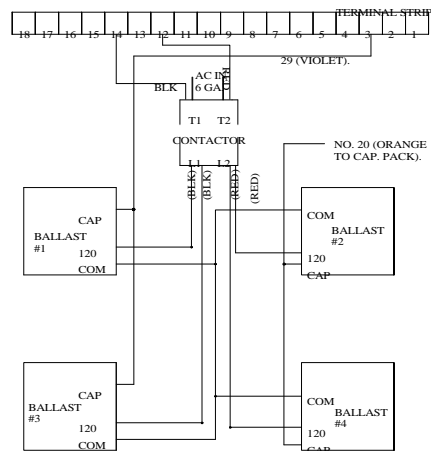 TERMINAL STRIP
18 17 16 15 14 13 12 11 10 9 8 7 6 5 4 3 2 1
29 (VIOLET).
AC IN
6 GA.
RED
BLK
T1 T2
CONTACTOR
L1 L2
NO. 20 (ORANGE
TO CAP. PACK).
(BLK)
(BLK)
(RED)
(RED)
CAP
BALLAST
#1
120
COM
COM
BALLAST
#2
120
CAP
CAP
BALLAST
#3
120
COM
COM
BALLAST
#4
120
CAP